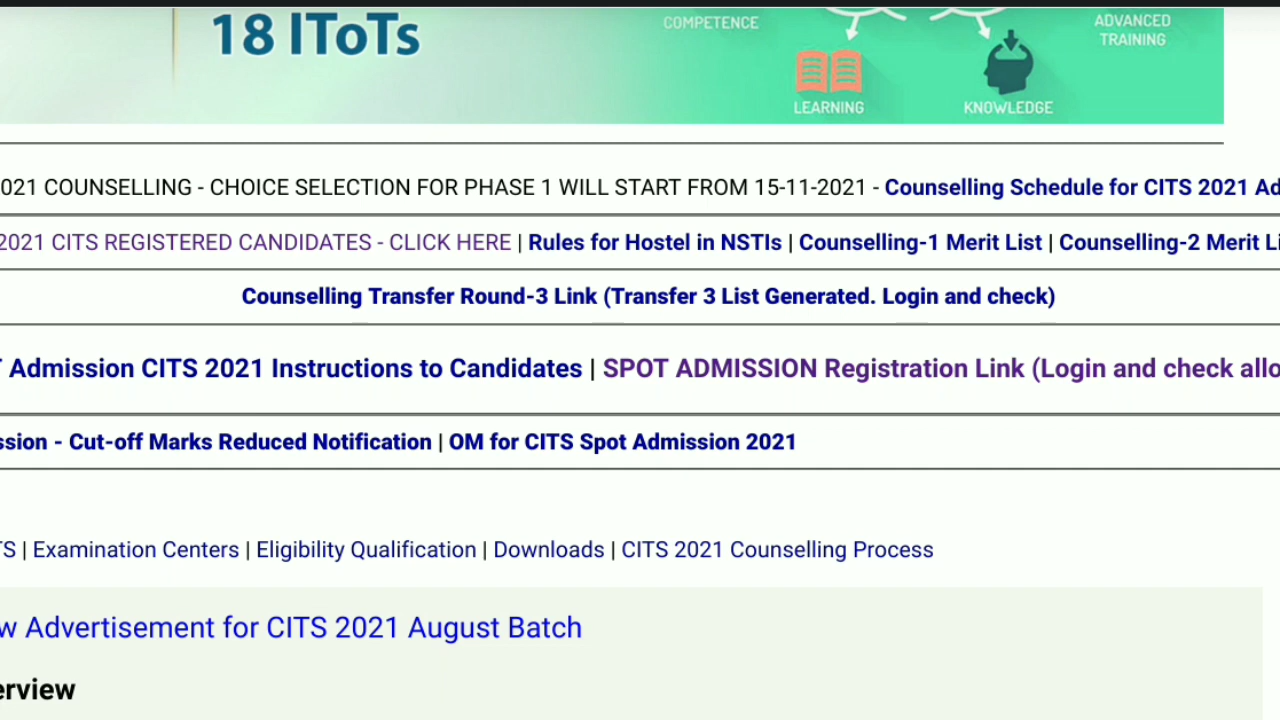 18 IToTs
COMPETENCE
ADVANCED
TRAINING
LEARNING
KNOWLEDGE
021 COUNSELLING - CHOICE SELECTION FOR PHASE 1 WILL START FROM 15-11-2021 - Counselling Schedule for CITS 2021 Ad
2021 CITS REGISTERED CANDIDATES - CLICK HERE | Rules for Hostel in NSTIs | Counselling-1 Merit List | Counselling-2 Merit Li
Counselling Transfer Round-3 Link (Transfer 3 List Generated. Login and check)
T Admission CITS 2021 Instructions to Candidates | SPOT ADMISSION Registration Link (Login and check allo
ssion - Cut-off Marks Reduced Notification | OM for CITS Spot Admission 2021
TS | Examination Centers | Eligibility Qualification | Downloads | CITS 2021 Counselling Process
w Advertisement for CITS 2021 August Batch
erview